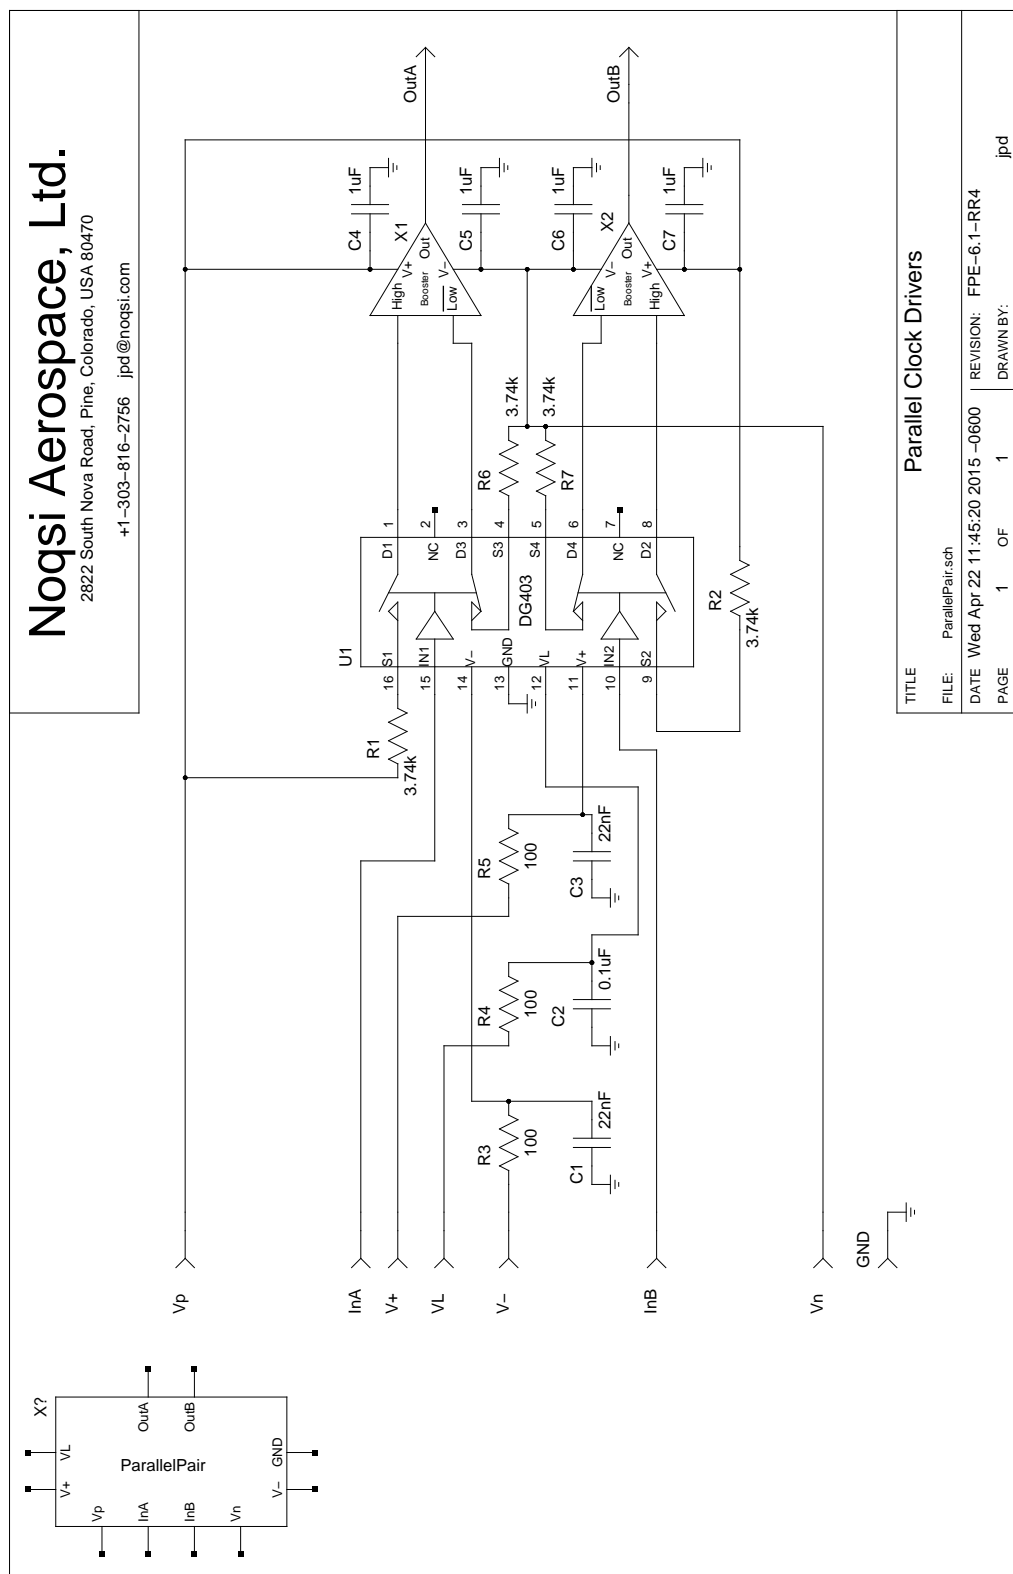 Noqsi Aerospace, Ltd.
2822 South Nova Road, Pine, Colorado, USA 80470
+1−303−816−2756 jpd@noqsi.com
OutA
OutB
C4
1uF
X1
High
V+
Booster
Out
Low
V−
C5
1uF
C6
1uF
X2
Low
V−
Booster
Out
High
V+
C7
1uF
R6
3.74k
R7
3.74k
U1
DG403
16
S1
D1
1
15
IN1
NC
2
14
V−
D3
3
13
GND
S3
4
12
VL
S4
5
11
V+
D4
6
10
IN2
NC
7
9
S2
D2
8
R1
3.74k
R2
3.74k
R5
100
C3
22nF
R4
100
C2
0.1uF
R3
100
C1
22nF
Vp
InA
V+
VL
V−
InB
Vn
GND
X?
ParallelPair
V+
VL
Vp
InA
InB
Vn
OutA
OutB
V−
GND
TITLE
Parallel Clock Drivers
FILE: ParallelPair.sch
DATE Wed Apr 22 11:45:20 2015 −0600
REVISION: FPE−6.1−RR4
PAGE 1 OF 1
DRAWN BY: jpd